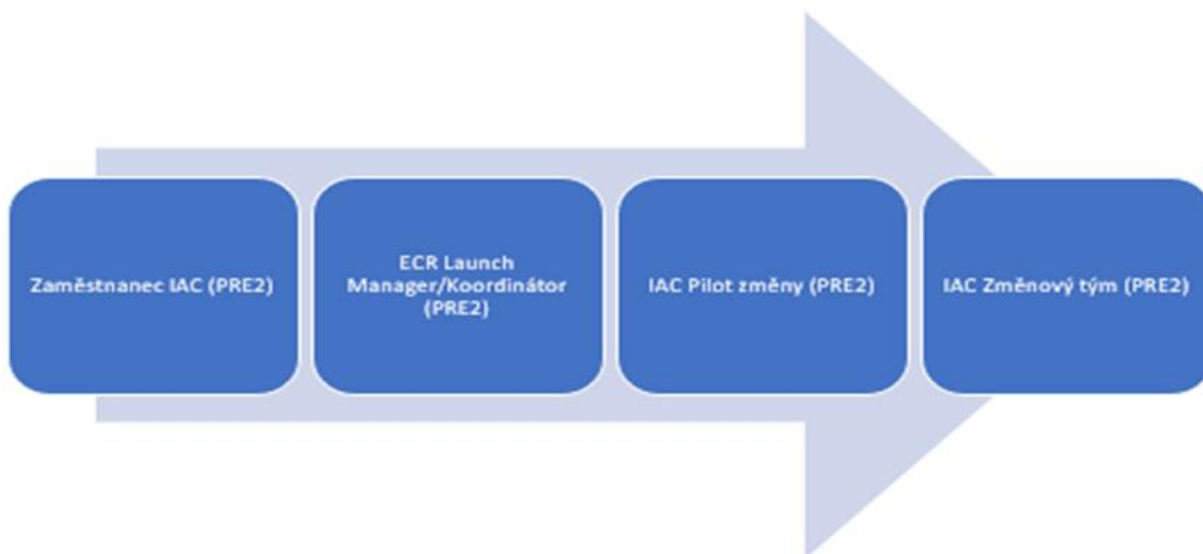 Zaměstnanec IAC (PRE2)
ECR Launch
Manager/Koordinátor
(PRE2)
IAC Pilot změny (PRE2)
IAC Změnový tým (PRE2)